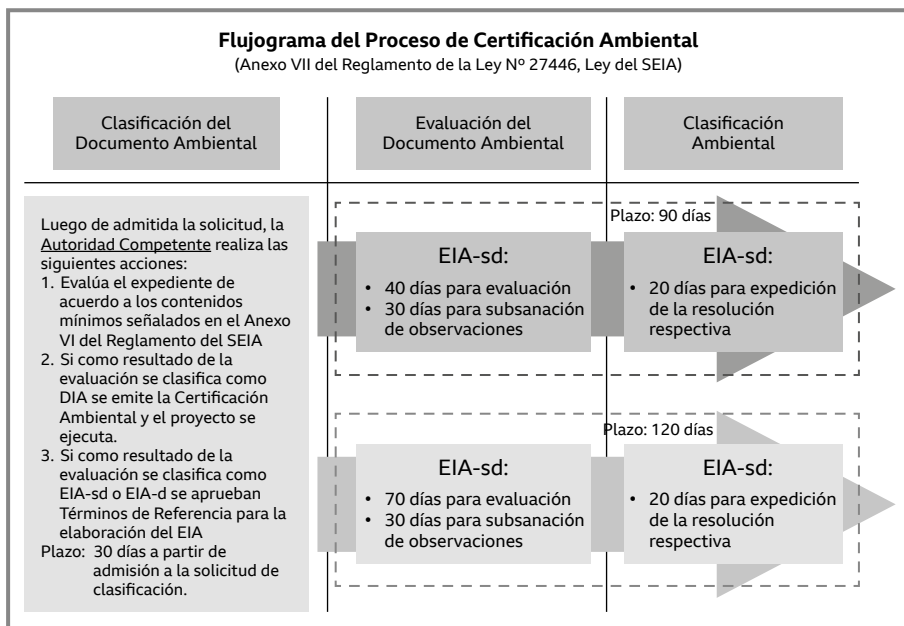 Flujograma del Proceso de Certificación Ambiental
(Anexo VII del Reglamento de la Ley Nº 27446, Ley del SEIA)
Clasificación del
Documento Ambiental
Evaluación del
Documento Ambiental
Clasificación
Ambiental
Luego de admitida la solicitud, la
Autoridad Competente realiza las
siguientes acciones:
1. Evalúa el expediente de
acuerdo a los contenidos
mínimos señalados en el Anexo
VI del Reglamento del SEIA
2. Si como resultado de la
evaluación se clasifica como
DIA se emite la Certificación
Ambiental y el proyecto se
ejecuta.
3. Si como resultado de la
evaluación se clasifica como
EIA-sd o EIA-d se aprueban
Términos de Referencia para la
elaboración del EIA
Plazo: 30 días a partir de
admisión a la solicitud de
clasificación.
Plazo: 90 días
EIA-sd:
• 40 días para evaluación
• 30 días para subsanación
de observaciones
EIA-sd:
• 20 días para expedición
de la resolución
respectiva
Plazo: 120 días
EIA-sd:
• 70 días para evaluación
• 30 días para subsanación
de observaciones
EIA-sd:
• 20 días para expedición
de la resolución
respectiva